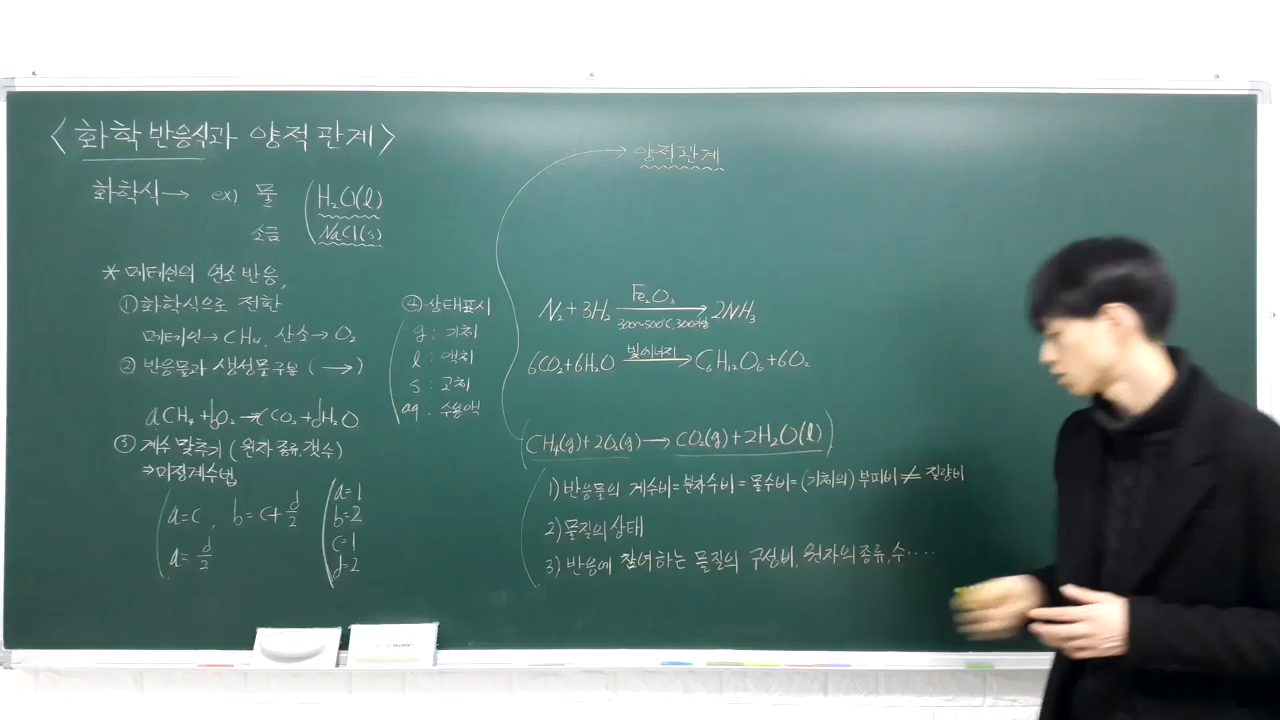 <화학 반응식과 양적 관계>
화학식→ ex) 물 H₂O(l)
소금 NaCl(s)
* 메테인의 연소 반응
① 화학식으로 전환
메테인→CH₄, 산소→O₂
② 반응물과 생성물 구분 (→)
aCH₄+bO₂→cCO₂+dH₂O
③ 계수 맞추기 (원자 종류, 갯수)
⇒미정계수법
a=c, b=c+d/2
a=d/2
a=1
b=2
c=1
d=2
④ 상태표시
g : 기체
l : 액체
s : 고체
aq : 수용액
양적관계
N₂+3H₂ →(Fe₂O₃, 300~500℃, 300기압) 2NH₃
6CO₂+6H₂O →(빛에너지) C₆H₁₂O₆+6O₂
CH₄(g)+2O₂(g)→CO₂(g)+2H₂O(l)
1) 반응물의 계수비=분자수비=몰수비=(기체의) 부피비≠질량비
2) 물질의 상태
3) 반응에 참여하는 물질의 구성비, 원자의 종류, 수....